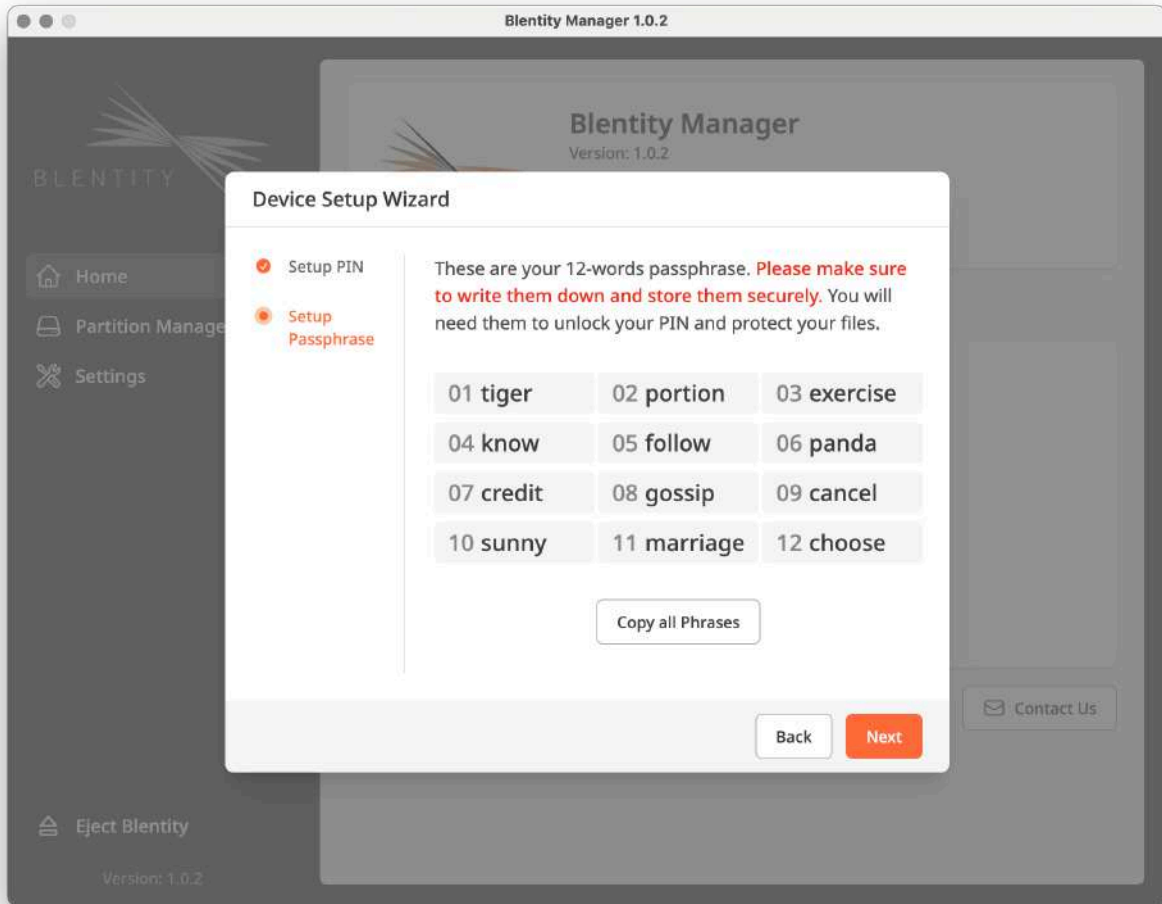 Blentity Manager 1.0.2
BLENTITY
Home
Partition Manage
Settings
Eject Blentity
Version: 1.0.2
Blentity Manager
Version: 1.0.2
Device Setup Wizard
Setup PIN
Setup
Passphrase
These are your 12-words passphrase. Please make sure
to write them down and store them securely. You will
need them to unlock your PIN and protect your files.
01 tiger 02 portion 03 exercise
04 know 05 follow 06 panda
07 credit 08 gossip 09 cancel
10 sunny 11 marriage 12 choose
Copy all Phrases
Back Next
Contact Us